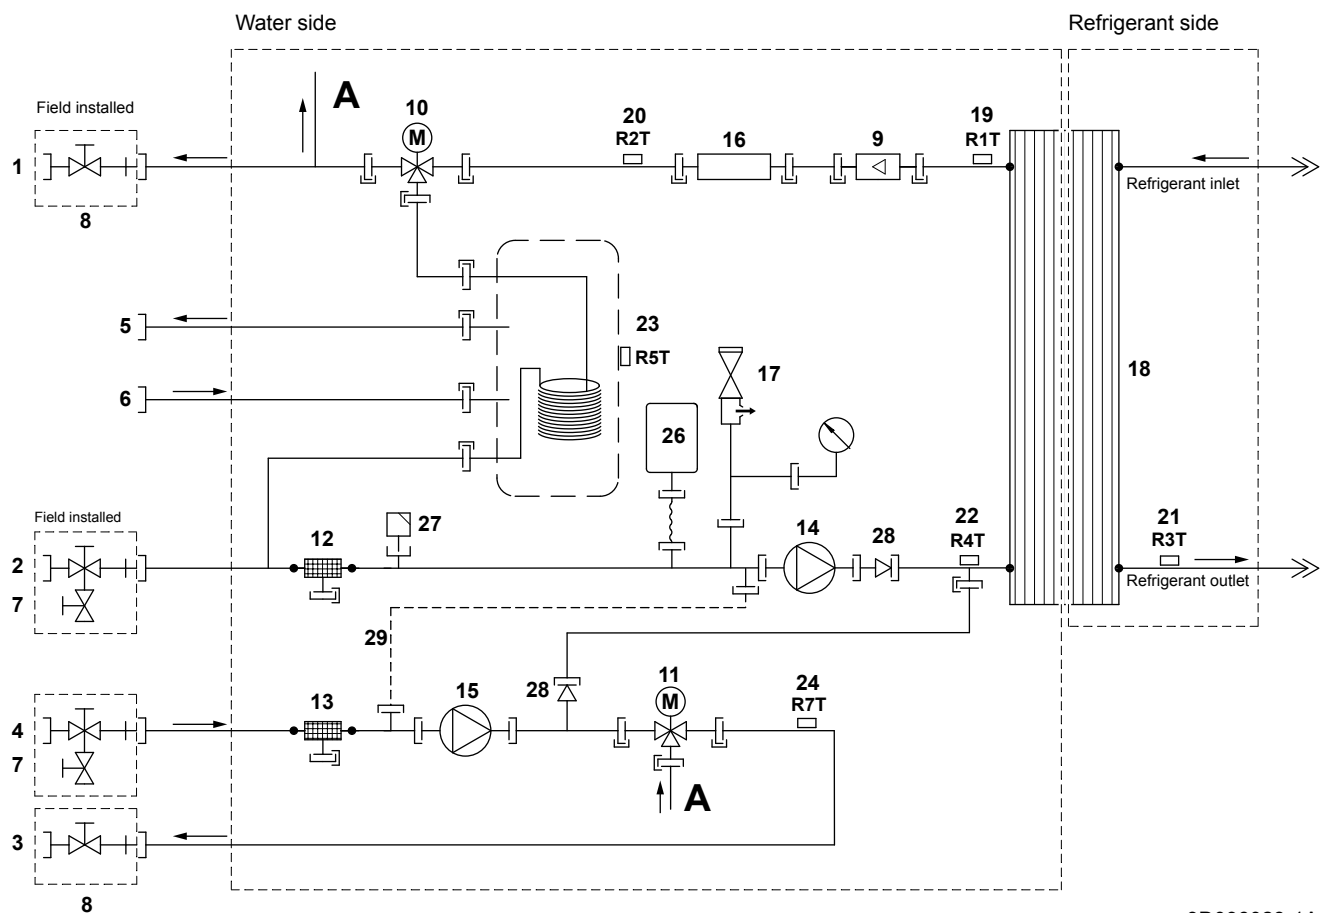 Water side
Refrigerant side
Field installed
A
10
M
20
R2T
16
9
19
R1T
1
8
Refrigerant inlet
5
23
R5T
17
18
6
26
Field installed
27
12
14
28
22
R4T
21
R3T
2
7
Refrigerant outlet
29
28
11
M
24
R7T
13
15
4
7
A
3
8